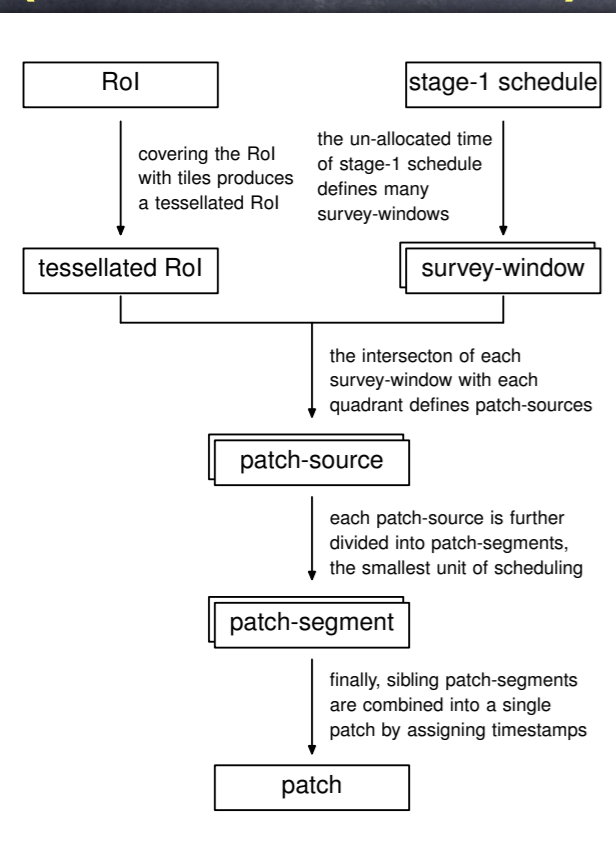 RoI
stage-1 schedule
covering the RoI
with tiles produces
a tessellated RoI
the un-allocated time
of stage-1 schedule
defines many
survey-windows
tessellated RoI
survey-window
the intersecton of each
survey-window with each
quadrant defines patch-sources
patch-source
each patch-source is further
divided into patch-segments,
the smallest unit of scheduling
patch-segment
finally, sibling patch-segments
are combined into a single
patch by assigning timestamps
patch